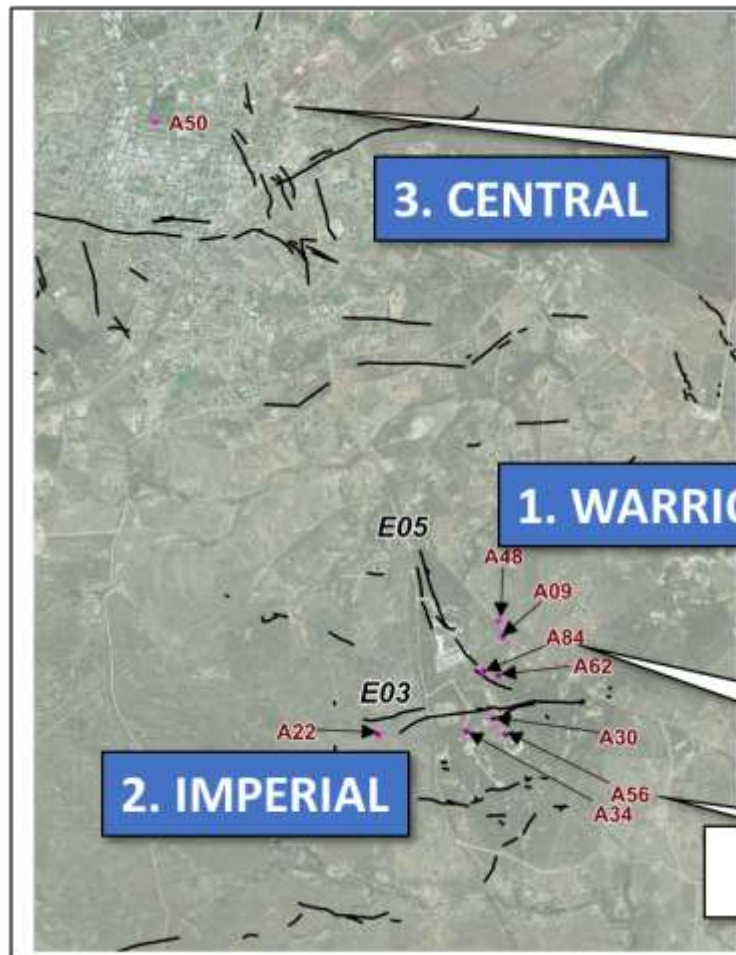 A50
3. CENTRAL
1. WARRIO
E05
A48
A09
A84
A62
E03
A22
A30
2. IMPERIAL
A56
A34